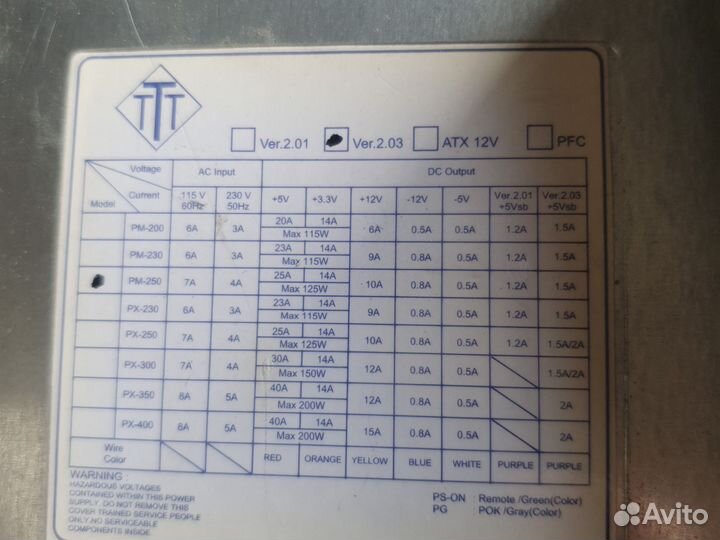 TTT
Ver.2.01 Ver.2.03 ATX 12V PFC
Voltage AC Input DC Output
Current 115 V 60Hz 230 V 50Hz +5V +3.3V +12V -12V -5V Ver.2.01 +5Vsb Ver.2.03 +5Vsb
Model
PM-200 6A 3A 20A 14A Max 115W 6A 0.5A 0.5A 1.2A 1.5A
PM-230 6A 3A 23A 14A Max 115W 9A 0.8A 0.5A 1.2A 1.5A
PM-250 7A 4A 25A 14A Max 125W 10A 0.8A 0.5A 1.2A 1.5A
PX-230 6A 3A 23A 14A Max 115W 9A 0.8A 0.5A 1.2A 1.5A
PX-250 7A 4A 25A 14A Max 125W 10A 0.8A 0.5A 1.2A 1.5A/2A
PX-300 7A 4A 30A 14A Max 150W 12A 0.8A 0.5A 1.5A/2A
PX-350 5A 40A 14A Max 200W 12A 0.8A 0.5A 2A
PX-400 5A 40A 14A Max 200W 15A 0.8A 0.5A 2A
Wire Color RED ORANGE YELLOW BLUE WHITE PURPLE PURPLE
WARNING :
HAZARDOUS VOLTAGES
CONTAINED WITHIN THIS POWER
SUPPLY. DO NOT REMOVE THIS
COVER TRAINED SERVICE PEOPLE
ONLY.NO SERVICEABLE
COMPONENTS INSIDE
PS-ON : Remote /Green(Color)
PG : POK /Gray(Color)
Avito